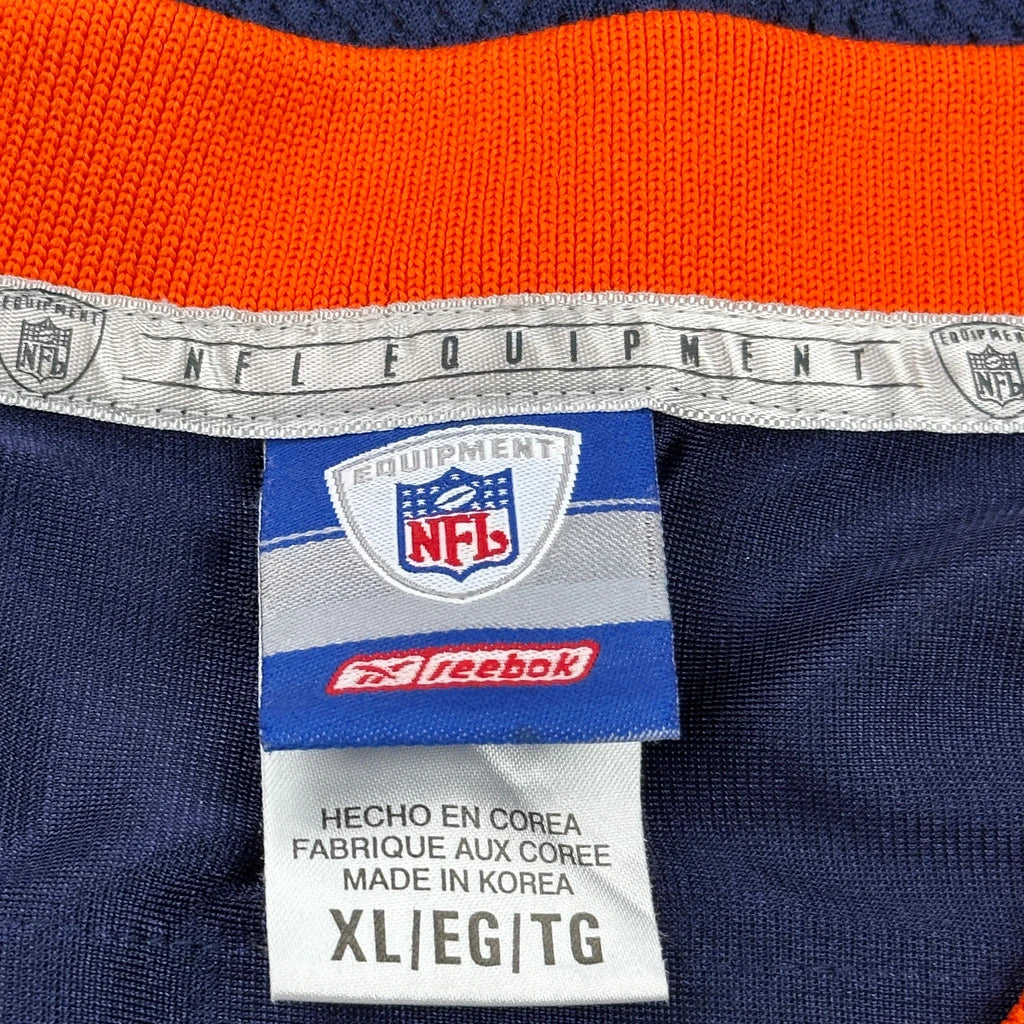 EQUIPMENT
NFL
NFL EQUIPMENT
EQUIPMENT
NFL
EQUIPMENT
NFL
reebok
HECHO EN COREA
FABRIQUE AUX COREE
MADE IN KOREA
XL/EG/TG